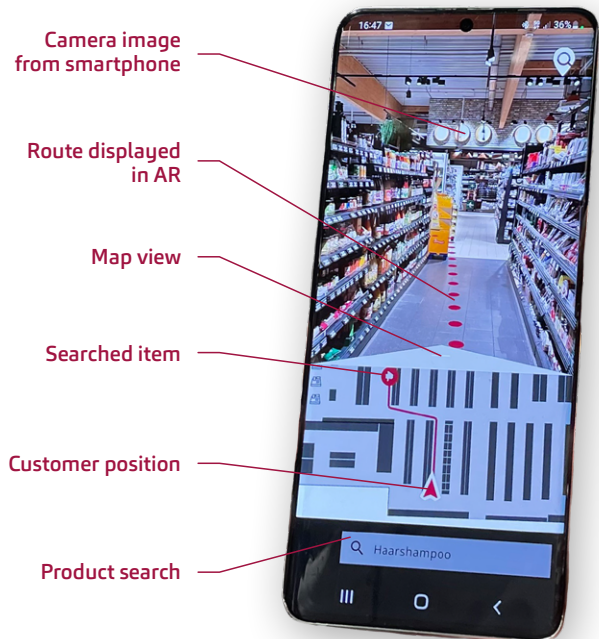 Camera image
from smartphone
Route displayed
in AR
Map view
Searched item
Customer position
Product search
16:47
36%
Haarshampoo